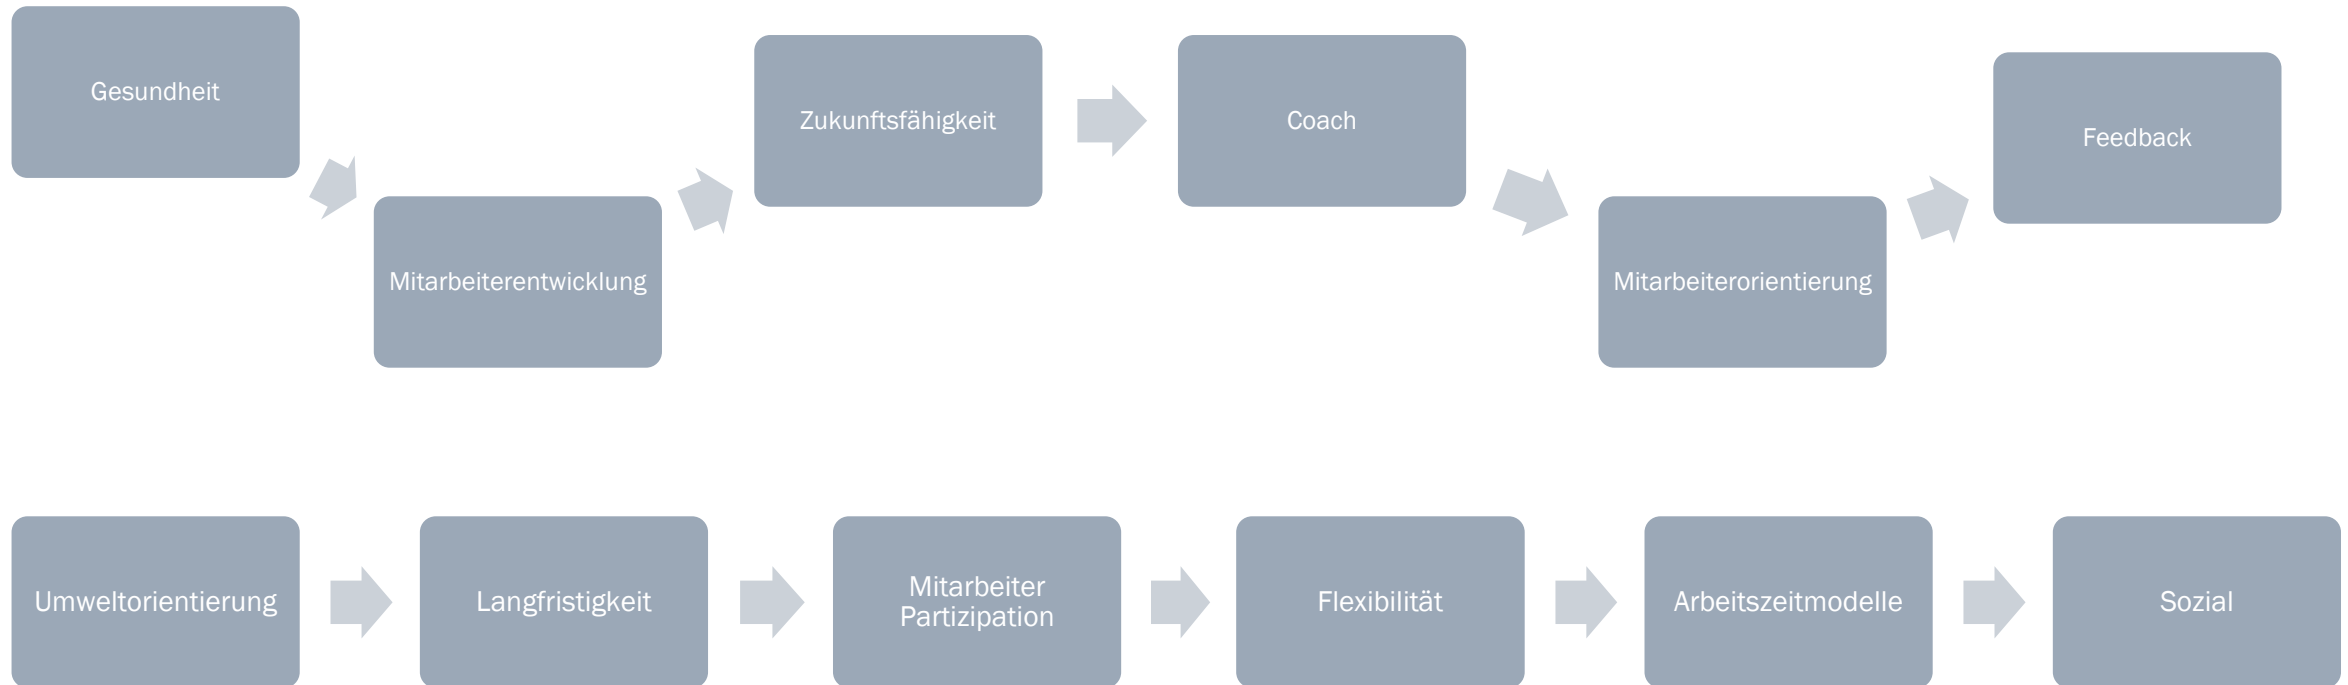 Gesundheit
Mitarbeiterentwicklung
Zukunftsfähigkeit
Coach
Mitarbeiterorientierung
Feedback
Umweltorientierung
Langfristigkeit
Mitarbeiter
Partizipation
Flexibilität
Arbeitszeitmodelle
Sozial